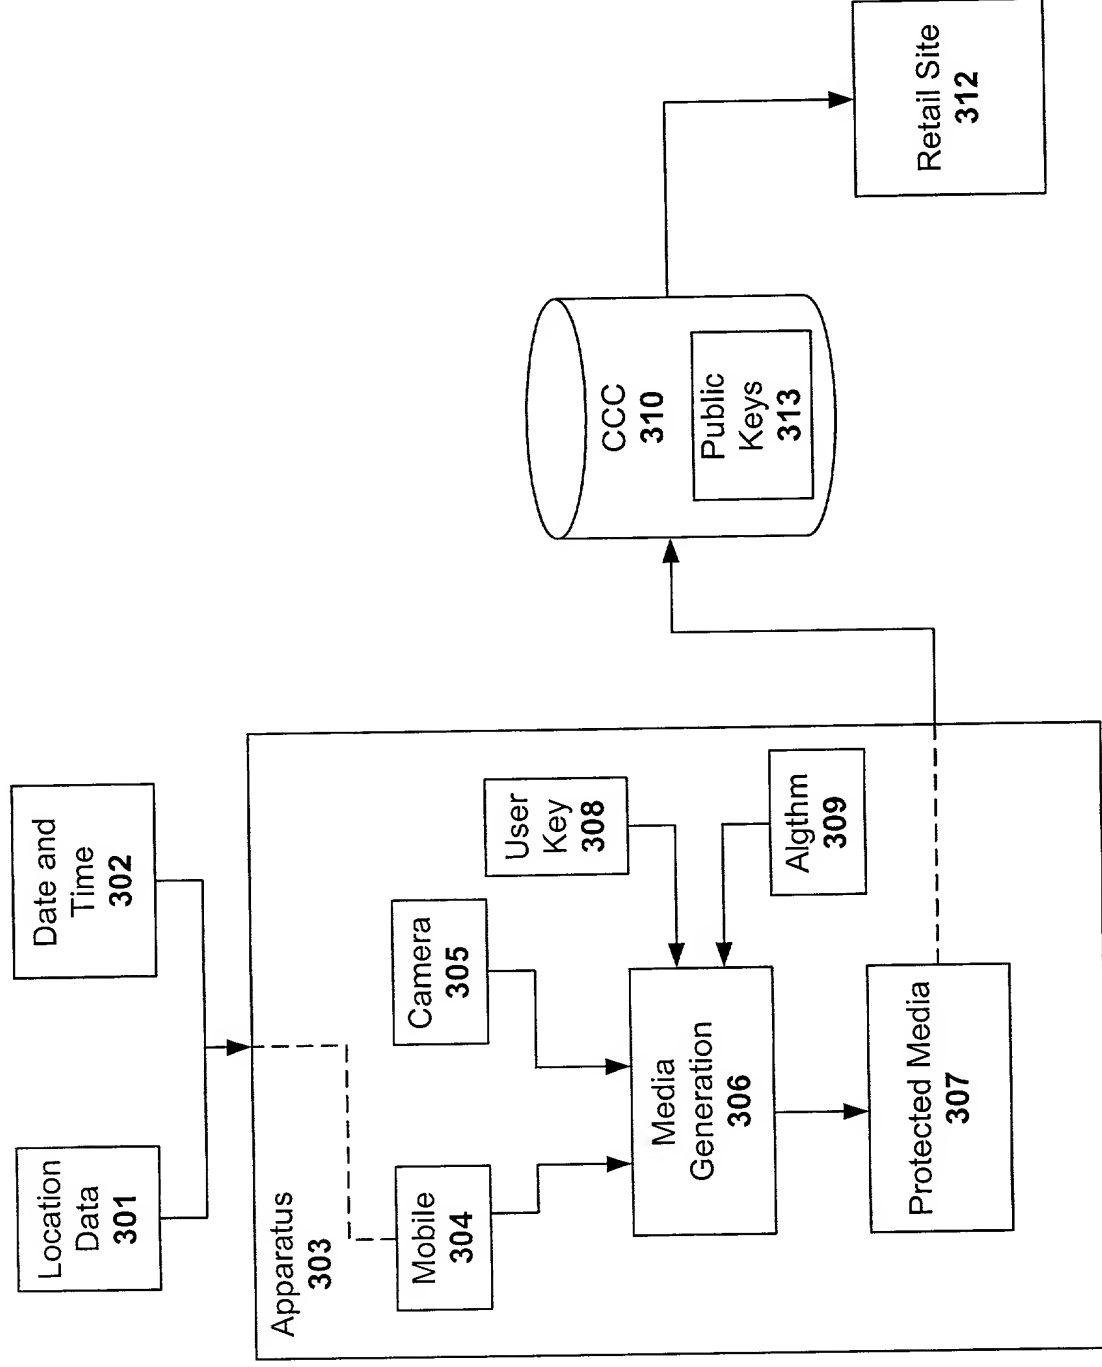 Location
Data
301
Date and
Time
302
Apparatus
303
Mobile
304
Camera
305
User
Key
308
Media
Generation
306
Algthm
309
Protected Media
307
CCC
310
Public
Keys
313
Retail Site
312